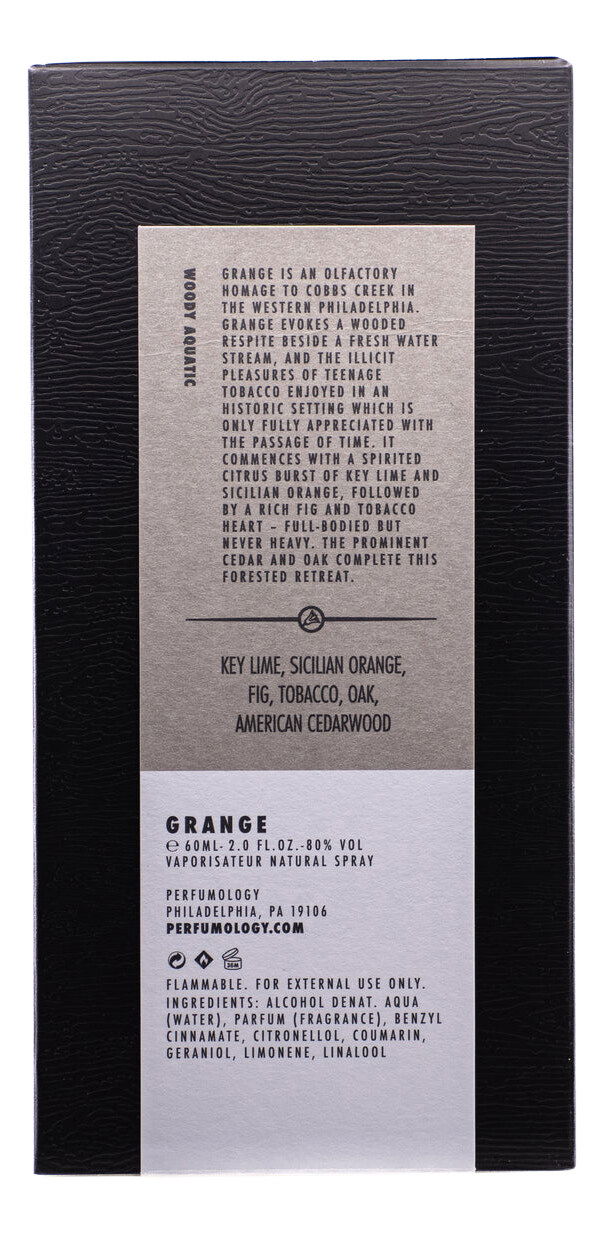 WOODY AQUATIC
GRANGE IS AN OLFACTORY
HOMAGE TO COBBS CREEK IN
THE WESTERN PHILADELPHIA.
GRANGE EVOKES A WOODED
RESPITE BESIDE A FRESH WATER
STREAM, AND THE ILLICIT
PLEASURES OF TEENAGE
TOBACCO ENJOYED IN AN
HISTORIC SETTING WHICH IS
ONLY FULLY APPRECIATED WITH
THE PASSAGE OF TIME. IT
COMMENCES WITH A SPIRITED
CITRUS BURST OF KEY LIME AND
SICILIAN ORANGE, FOLLOWED
BY A RICH FIG AND TOBACCO
HEART – FULL-BODIED BUT
NEVER HEAVY. THE PROMINENT
CEDAR AND OAK COMPLETE THIS
FORESTED RETREAT.
KEY LIME, SICILIAN ORANGE,
FIG, TOBACCO, OAK,
AMERICAN CEDARWOOD
GRANGE
℮ 60ML- 2.0 FL.OZ.-80% VOL
VAPORISATEUR NATURAL SPRAY
PERFUMOLOGY
PHILADELPHIA, PA 19106
PERFUMOLOGY.COM
36M
FLAMMABLE. FOR EXTERNAL USE ONLY.
INGREDIENTS: ALCOHOL DENAT. AQUA
(WATER), PARFUM (FRAGRANCE), BENZYL
CINNAMATE, CITRONELLOL, COUMARIN,
GERANIOL, LIMONENE, LINALOOL